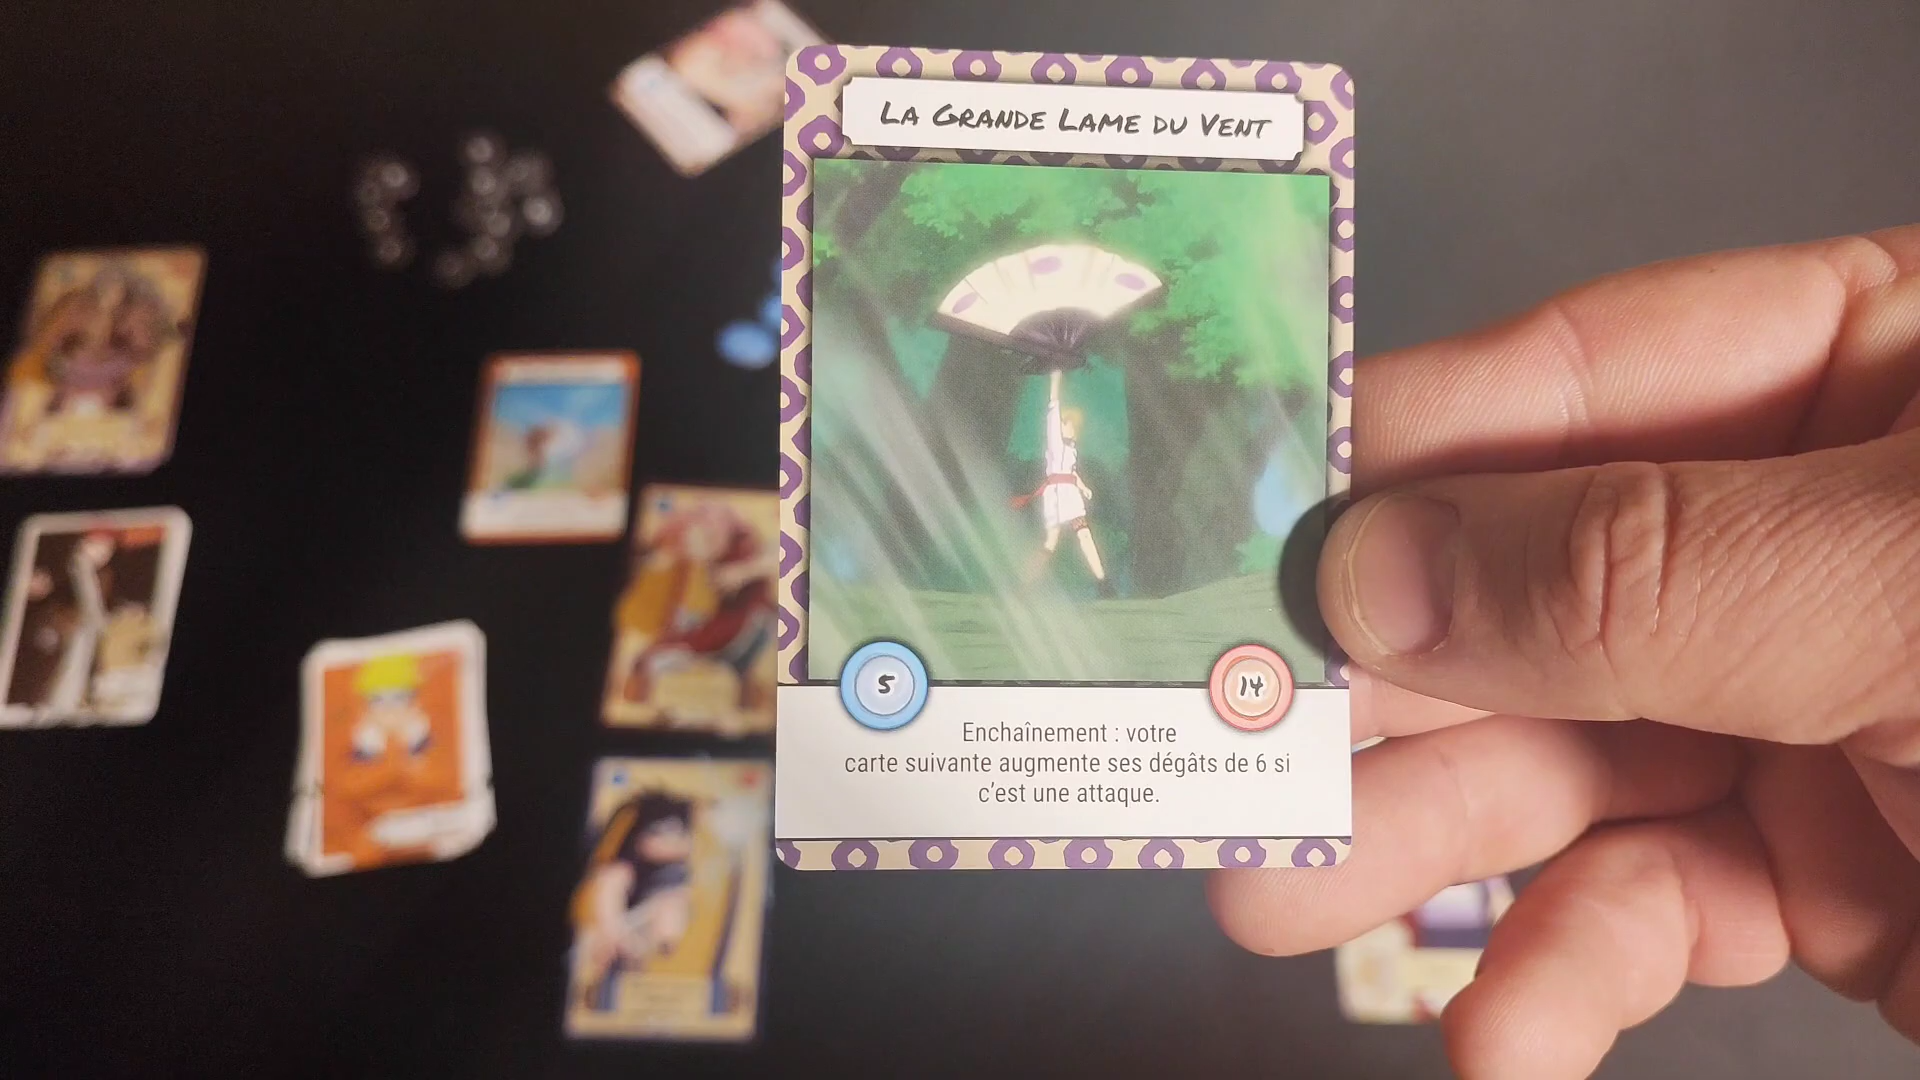 La Grande Lame du Vent
5
14
Enchaînement : votre
carte suivante augmente ses dégâts de 6 si
c'est une attaque.